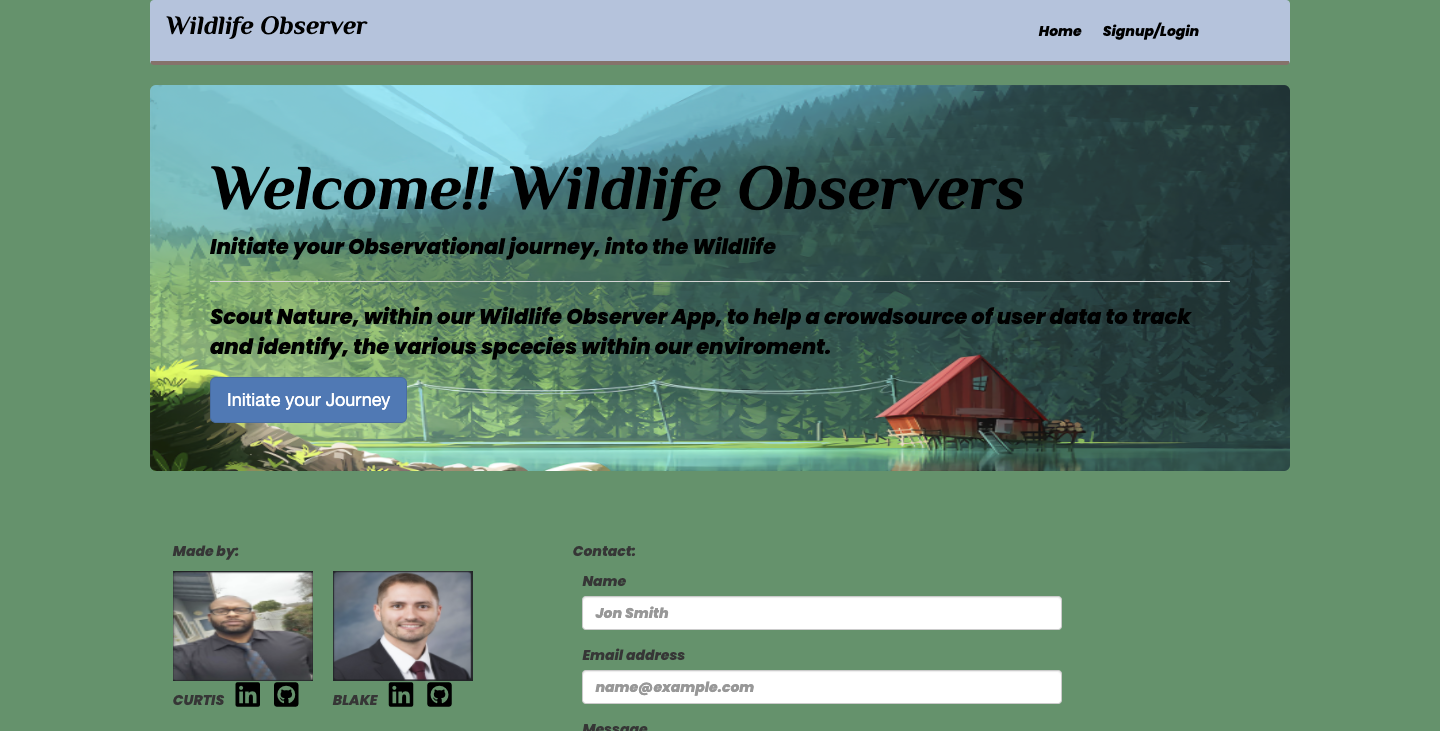 Wildlife Observer
Home
Signup/Login
Welcome!! Wildlife Observers
Initiate your Observational journey, into the Wildlife
Scout Nature, within our Wildlife Observer App, to help a crowdsource of user data to track
and identify, the various spcecies within our enviroment.
Initiate your Journey
Made by:
CURTIS
in
BLAKE
in
Contact:
Name
Jon Smith
Email address
name@example.com
Message